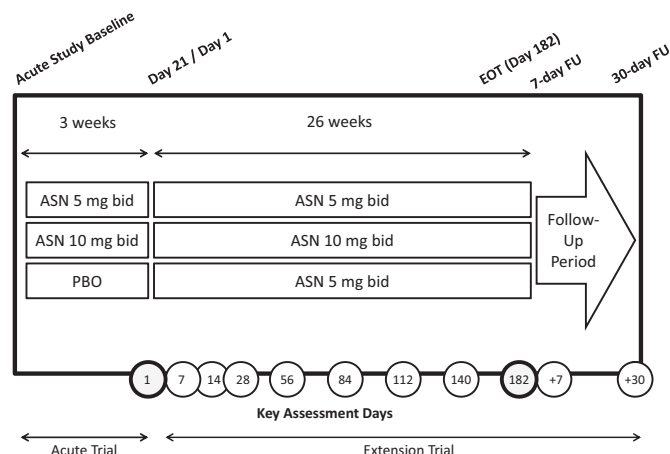 Acute Study Baseline
Day 21 / Day 1
EOT (Day 182)
7-day FU
30-day FU
3 weeks
26 weeks
ASN 5 mg bid
ASN 5 mg bid
ASN 10 mg bid
ASN 10 mg bid
PBO
ASN 5 mg bid
Follow-
Up
Period
1 7 14 28 56 84 112 140 182 +7 +30
Key Assessment Days
Acute Trial
Extension Trial